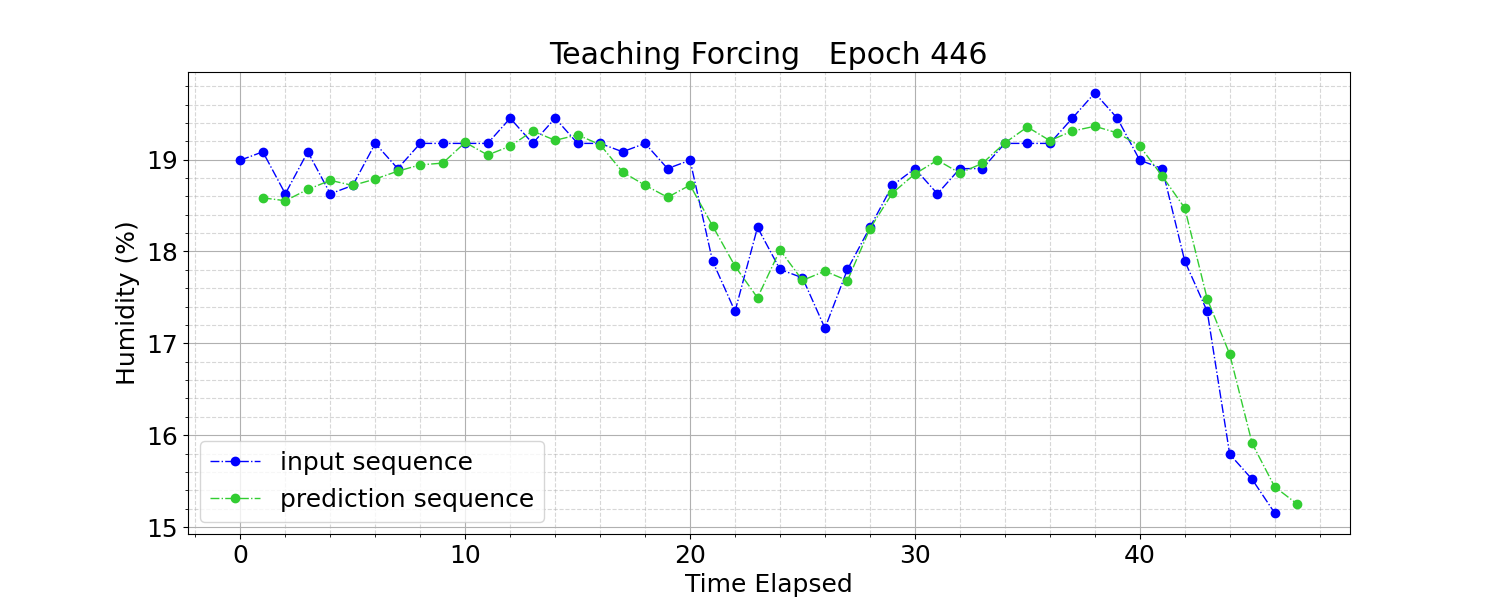 Teaching Forcing   Epoch 446
Humidity (%)
19
18
17
16
15
input sequence
prediction sequence
0 10 20 30 40
Time Elapsed